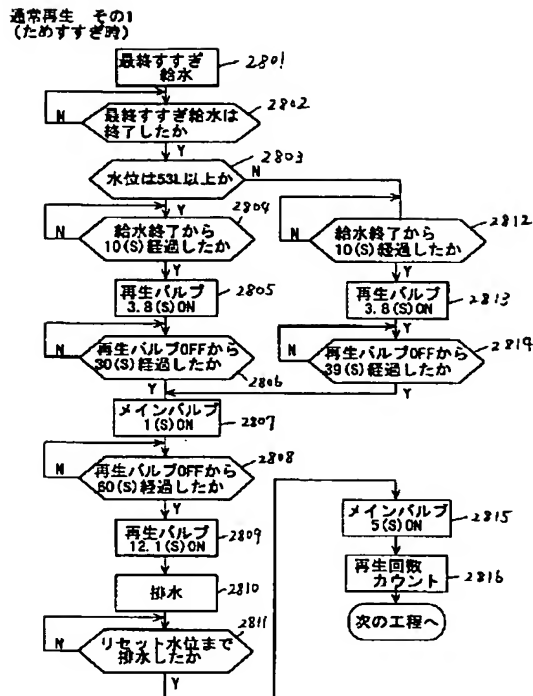 通常再生 その1
(ためすすぎ時)
最終すすぎ
給水
2801
N
最終すすぎ給水は
終了したか
2802
Y
水位は53L以上か
2803
N
Y
給水終了から
10(S)経過したか
2804
N
Y
再生バルブ
3.8(S)ON
2805
再生バルブOFFから
30(S)経過したか
2806
N
Y
給水終了から
10(S)経過したか
2812
N
Y
再生バルブ
3.8(S)ON
2813
再生バルブOFFから
39(S)経過したか
2814
N
Y
メインバルブ
1(S)ON
2807
再生バルブOFFから
60(S)経過したか
2808
N
Y
再生バルブ
12.1(S)ON
2809
排水
2810
リセット水位まで
排水したか
2811
N
Y
メインバルブ
5(S)ON
2815
再生回数
カウント
2816
次の工程へ